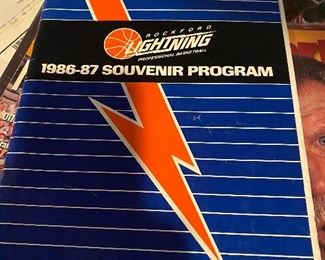 ROCKFORD
LIGHTNING
PROFESSIONAL BASKETBALL
1986-87 SOUVENIR PROGRAM